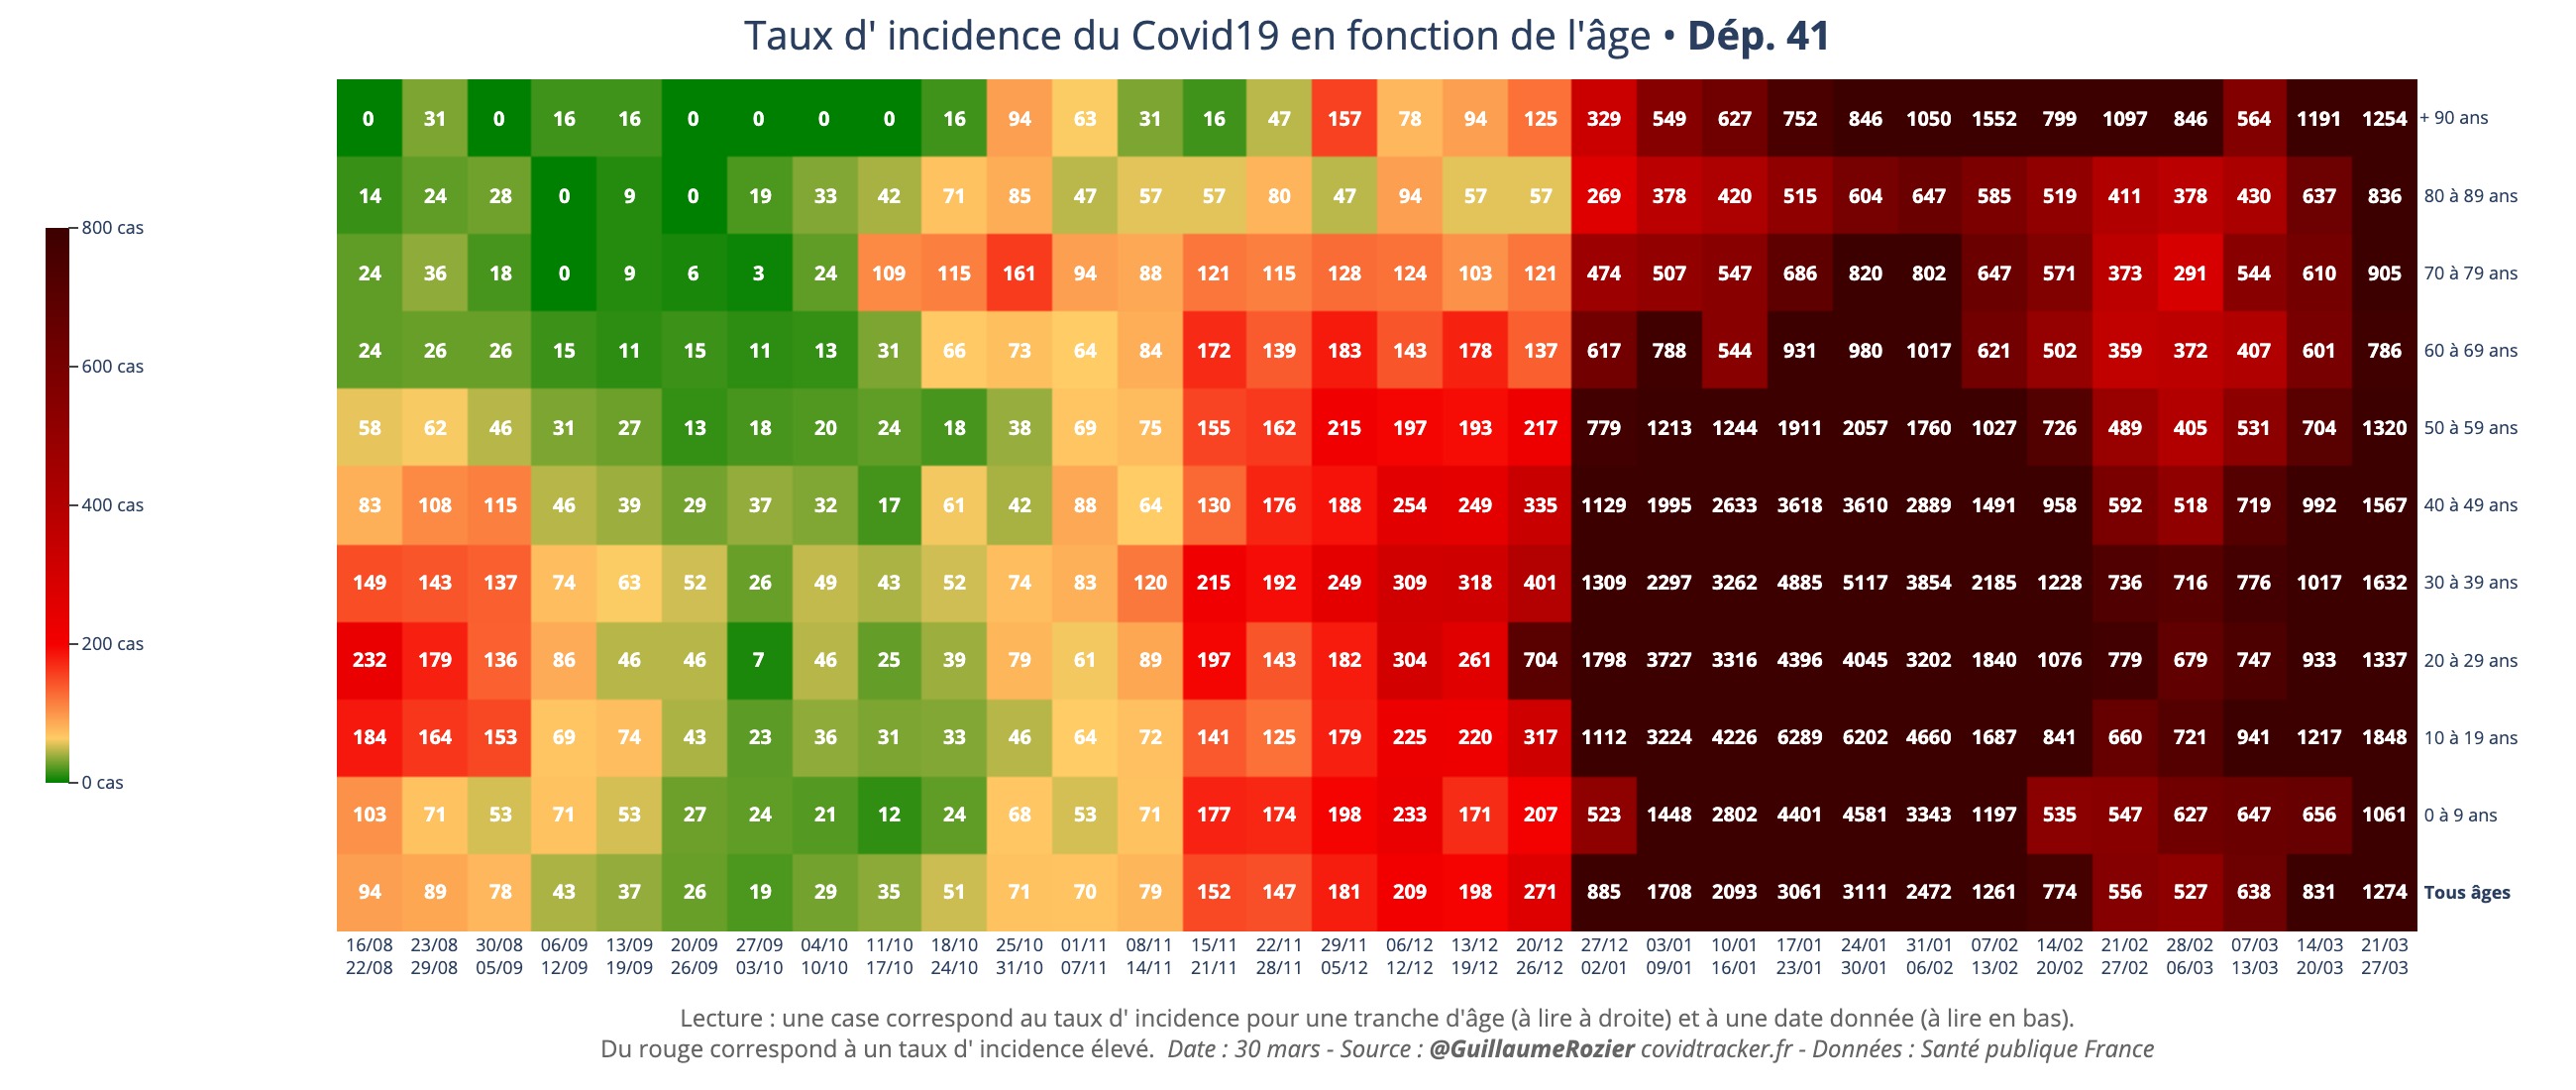 Taux d' incidence du Covid19 en fonction de l'âge • Dép. 41
800 cas
600 cas
400 cas
200 cas
0 cas
0 31 0 16 16 0 0 0 0 16 94 63 31 16 47 157 78 94 125 329 549 627 752 846 1050 1552 799 1097 846 564 1191 1254 + 90 ans
14 24 28 0 9 0 19 33 42 71 85 47 57 57 80 47 94 57 57 269 378 420 515 604 647 585 519 411 378 430 637 836 80 à 89 ans
24 36 18 0 9 6 3 24 109 115 161 94 88 121 115 128 124 103 121 474 507 547 686 820 802 647 571 373 291 544 610 905 70 à 79 ans
24 26 26 15 11 15 11 13 31 66 73 64 84 172 139 183 143 178 137 617 788 544 931 980 1017 621 502 359 372 407 601 786 60 à 69 ans
58 62 46 31 27 13 18 20 24 18 38 69 75 155 162 215 197 193 217 779 1213 1244 1911 2057 1760 1027 726 489 405 531 704 1320 50 à 59 ans
83 108 115 46 39 29 37 32 17 61 42 88 64 130 176 188 254 249 335 1129 1995 2633 3618 3610 2889 1491 958 592 518 719 992 1567 40 à 49 ans
149 143 137 74 63 52 26 49 43 52 74 83 120 215 192 249 309 318 401 1309 2297 3262 4885 5117 3854 2185 1228 736 716 776 1017 1632 30 à 39 ans
232 179 136 86 46 46 7 46 25 39 79 61 89 197 143 182 304 261 704 1798 3727 3316 4396 4045 3202 1840 1076 779 679 747 933 1337 20 à 29 ans
184 164 153 69 74 43 23 36 31 33 46 64 72 141 125 179 225 220 317 1112 3224 4226 6289 6202 4660 1687 841 660 721 941 1217 1848 10 à 19 ans
103 71 53 71 53 27 24 21 12 24 68 53 71 177 174 198 233 171 207 523 1448 2802 4401 4581 3343 1197 535 547 627 647 656 1061 0 à 9 ans
94 89 78 43 37 26 19 29 35 51 71 70 79 152 147 181 209 198 271 885 1708 2093 3061 3111 2472 1261 774 556 527 638 831 1274 Tous âges
16/08 23/08 30/08 06/09 13/09 20/09 27/09 04/10 11/10 18/10 25/10 01/11 08/11 15/11 22/11 29/11 06/12 13/12 20/12 27/12 03/01 10/01 17/01 24/01 31/01 07/02 14/02 21/02 28/02 07/03 14/03 21/03
22/08 29/08 05/09 12/09 19/09 26/09 03/10 10/10 17/10 24/10 31/10 07/11 14/11 21/11 28/11 05/12 12/12 19/12 26/12 02/01 09/01 16/01 23/01 30/01 06/02 13/02 20/02 27/02 06/03 13/03 20/03 27/03
Lecture : une case correspond au taux d' incidence pour une tranche d'âge (à lire à droite) et à une date donnée (à lire en bas).
Du rouge correspond à un taux d' incidence élevé. Date : 30 mars - Source : @GuillaumeRozier covidtracker.fr - Données : Santé publique France